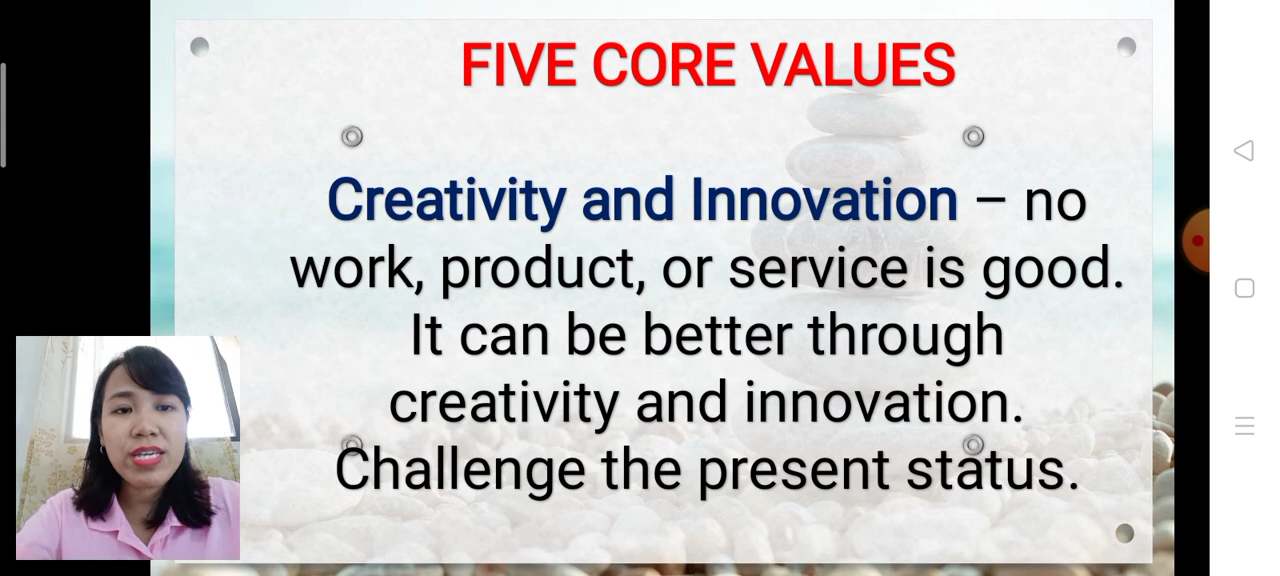 FIVE CORE VALUES
Creativity and Innovation – no
work, product, or service is good.
It can be better through
creativity and innovation.
Challenge the present status.